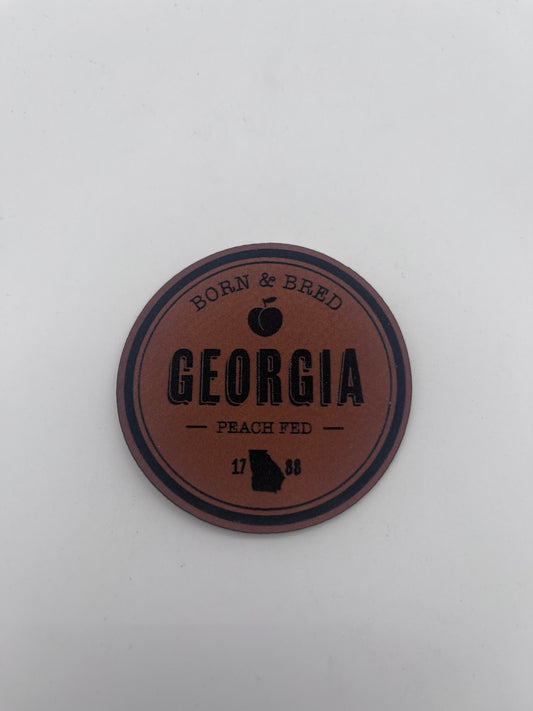 BORN & BRED
GEORGIA
— PEACH FED —
17 88